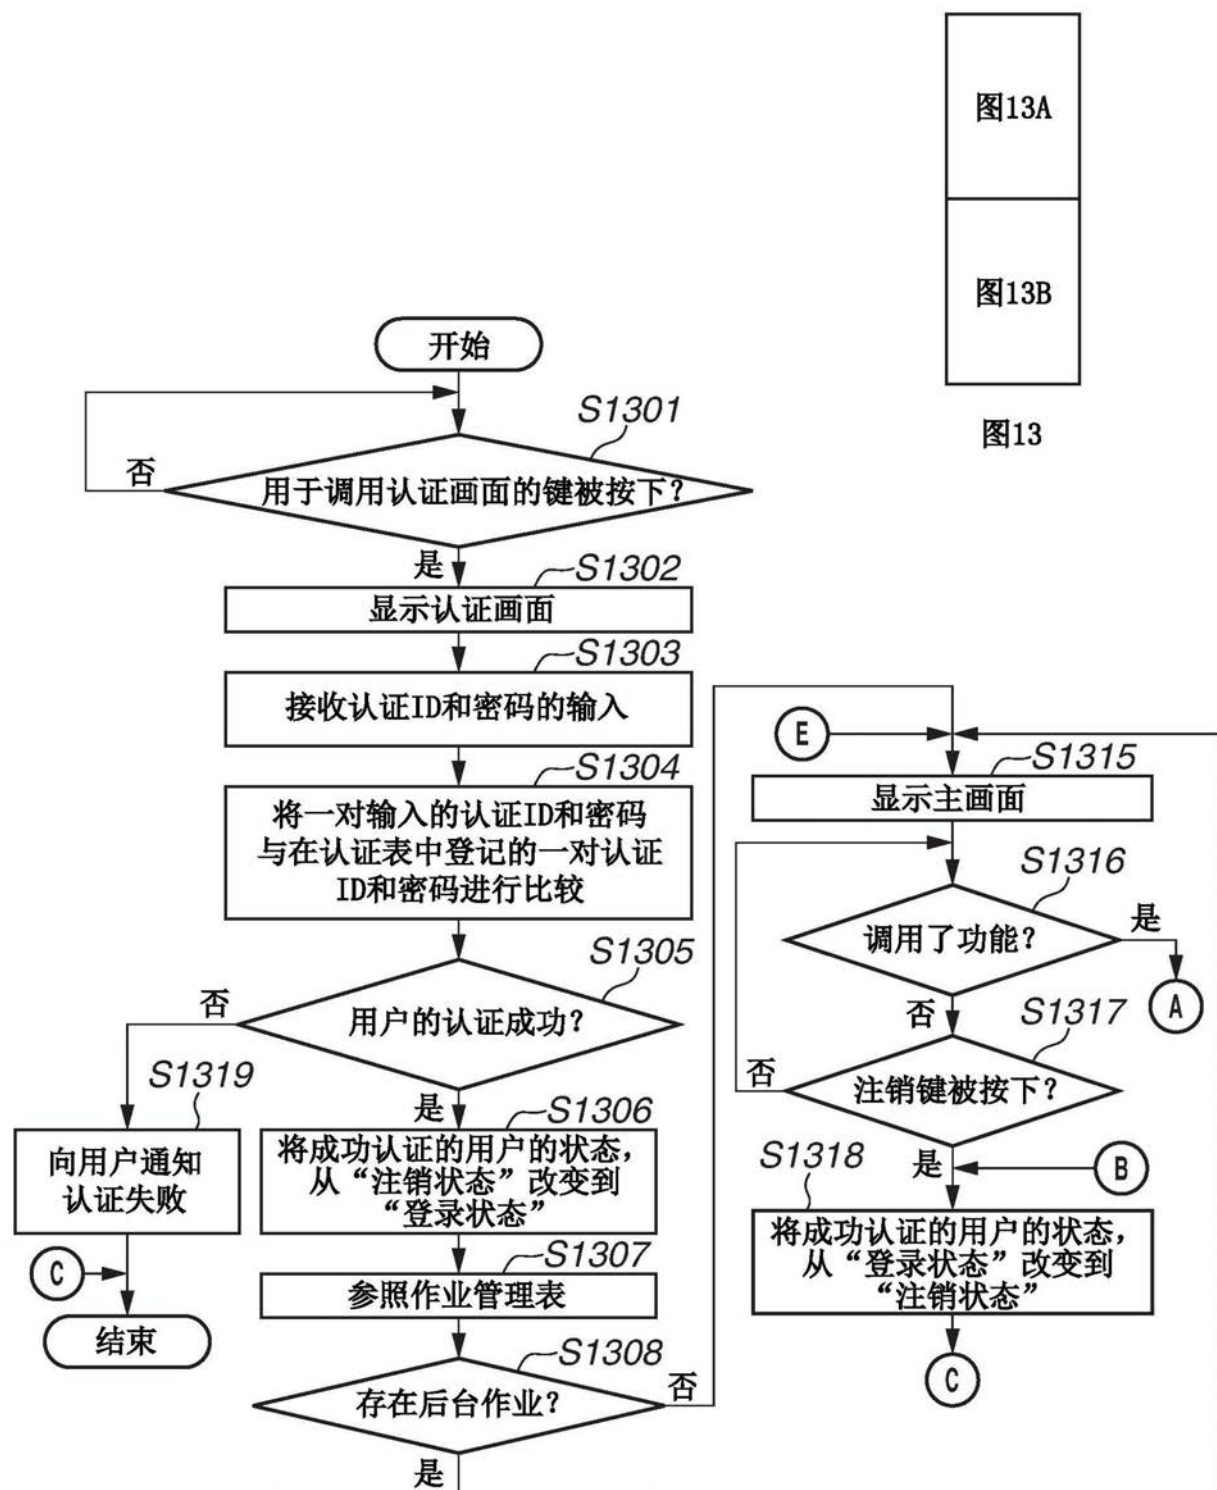 图13A
图13B
图13
开始
S1301
否
用于调用认证画面的键被按下?
是
S1302
显示认证画面
S1303
接收认证ID和密码的输入
S1304
将一对输入的认证ID和密码
与在认证表中登记的一对认证
ID和密码进行比较
S1305
否
用户的认证成功?
S1319
向用户通知
认证失败
C
结束
是
S1306
将成功认证的用户的状态，
从“注销状态”改变到
“登录状态”
S1307
参照作业管理表
S1308
否
存在后台作业?
是
E
S1315
显示主画面
S1316
是
调用了功能?
A
否
S1317
否
注销键被按下?
S1318
是
B
将成功认证的用户的状态，
从“登录状态”改变到
“注销状态”
C